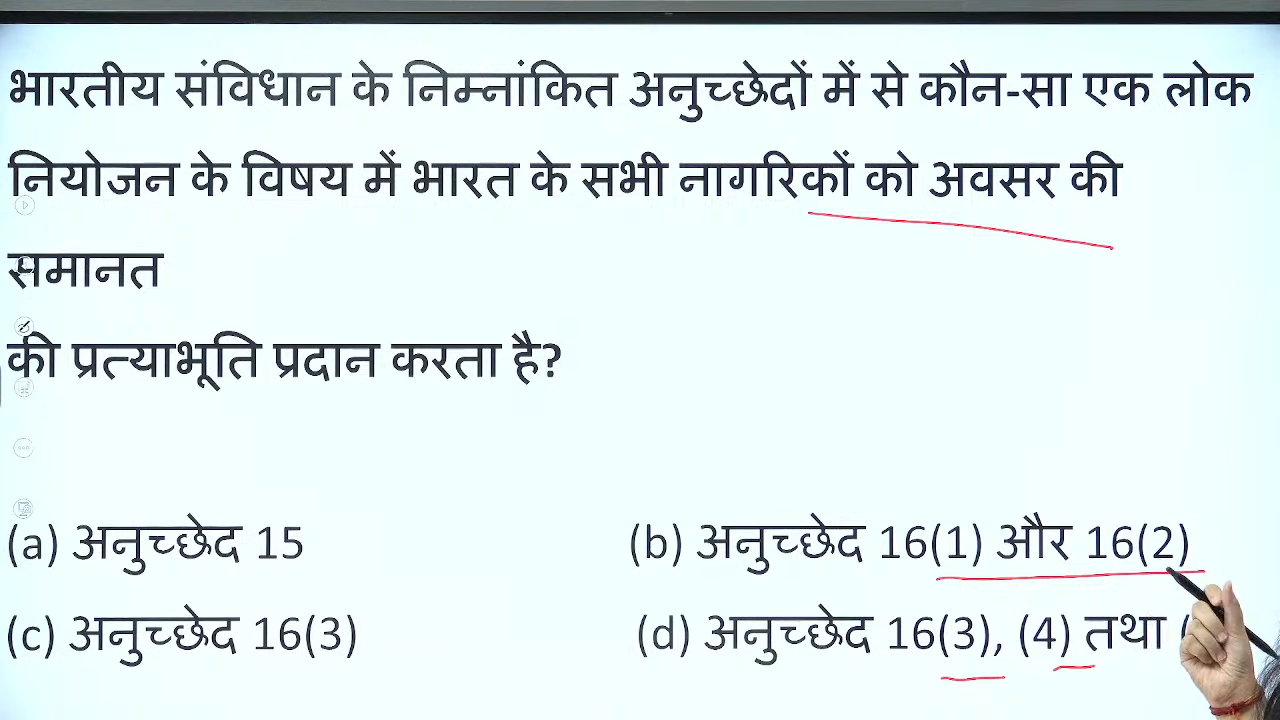 भारतीय संविधान के निम्नांकित अनुच्छेदों में से कौन-सा एक लोक
नियोजन के विषय में भारत के सभी नागरिकों को अवसर की
समानत
की प्रत्याभूति प्रदान करता है?
(a) अनुच्छेद 15
(b) अनुच्छेद 16(1) और 16(2)
(c) अनुच्छेद 16(3)
(d) अनुच्छेद 16(3), (4) तथा (